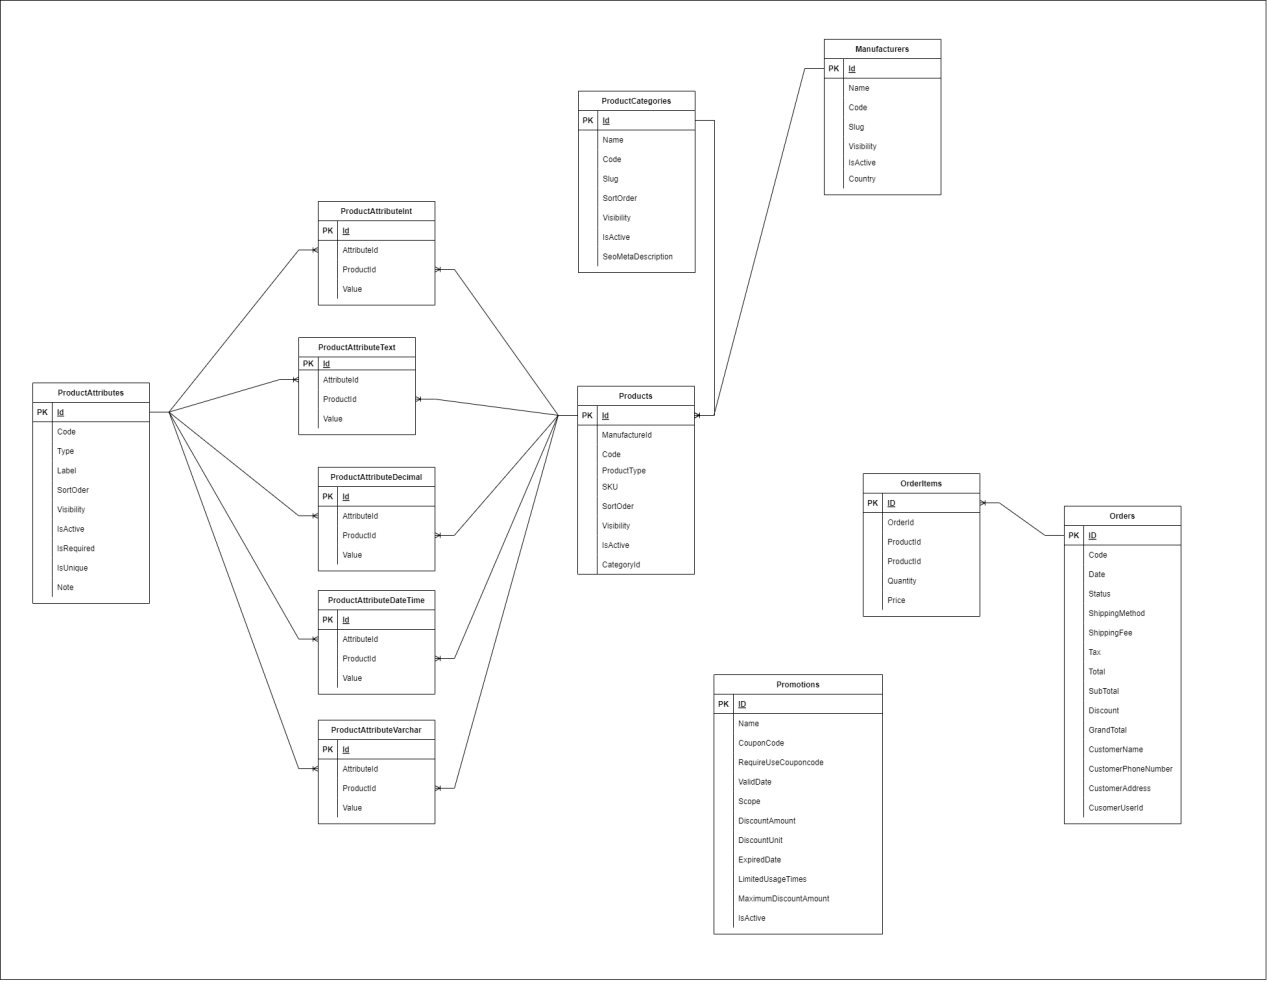 Manufacturers
PK Id
Name
Code
Slug
Visibility
IsActive
Country
ProductCategories
PK Id
Name
Code
Slug
SortOrder
Visibility
IsActive
SeoMetaDescription
ProductAttributeInt
PK Id
AttributeId
ProductId
Value
ProductAttributeText
PK Id
AttributeId
ProductId
Value
ProductAttributes
PK Id
Code
Type
Label
SortOder
Visibility
IsActive
IsRequired
IsUnique
Note
Products
PK Id
ManufactureId
Code
ProductType
SKU
SortOder
Visibility
IsActive
CategoryId
ProductAttributeDecimal
PK Id
AttributeId
ProductId
Value
ProductAttributeDateTime
PK Id
AttributeId
ProductId
Value
ProductAttributeVarchar
PK Id
AttributeId
ProductId
Value
OrderItems
PK ID
OrderId
ProductId
ProductId
Quantity
Price
Orders
PK ID
Code
Date
Status
ShippingMethod
ShippingFee
Tax
Total
SubTotal
Discount
GrandTotal
CustomerName
CustomerPhoneNumber
CustomerAddress
CusomerUserId
Promotions
PK ID
Name
CouponCode
RequireUseCouponcode
ValidDate
Scope
DiscountAmount
DiscountUnit
ExpiredDate
LimitedUsageTimes
MaximumDiscountAmount
IsActive